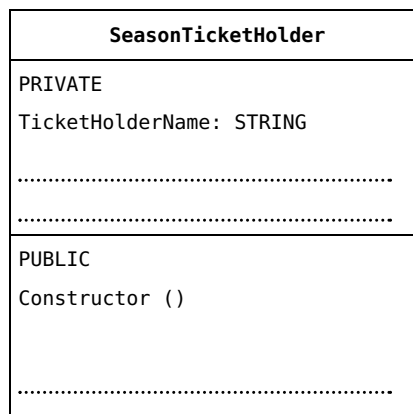 SeasonTicketHolder
PRIVATE
TicketHolderName: STRING
PUBLIC
Constructor ()